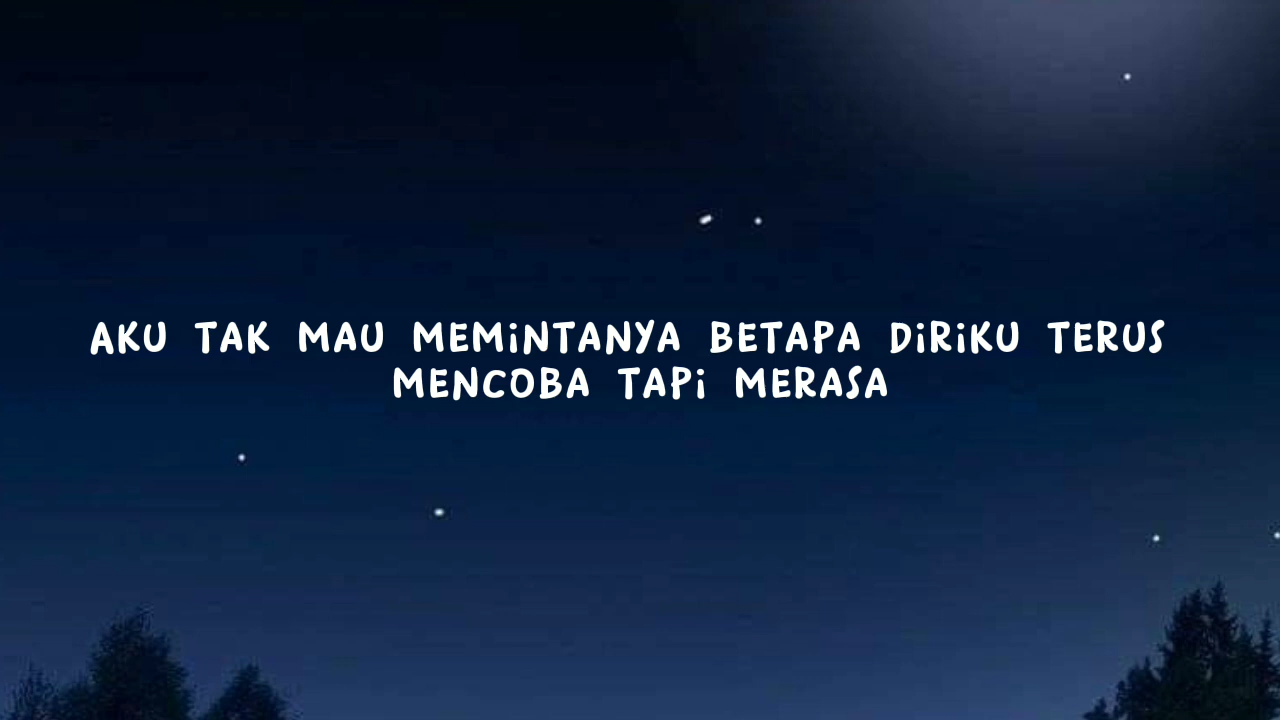 AKU TAK MAU MEMINTANYA BETAPA DIRIKU TERUS
MENCOBA TAPI MERASA